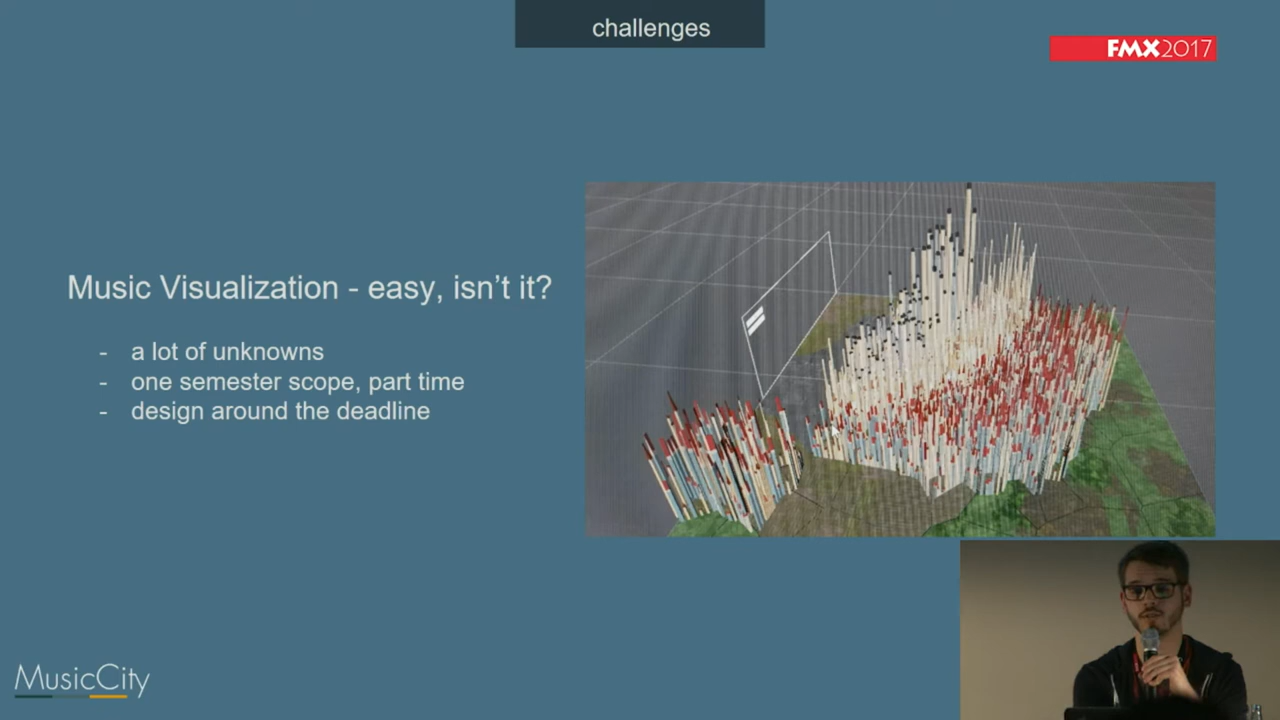 challenges
FMX2017
Music Visualization - easy, isn't it?
- a lot of unknowns
- one semester scope, part time
- design around the deadline
MusicCity